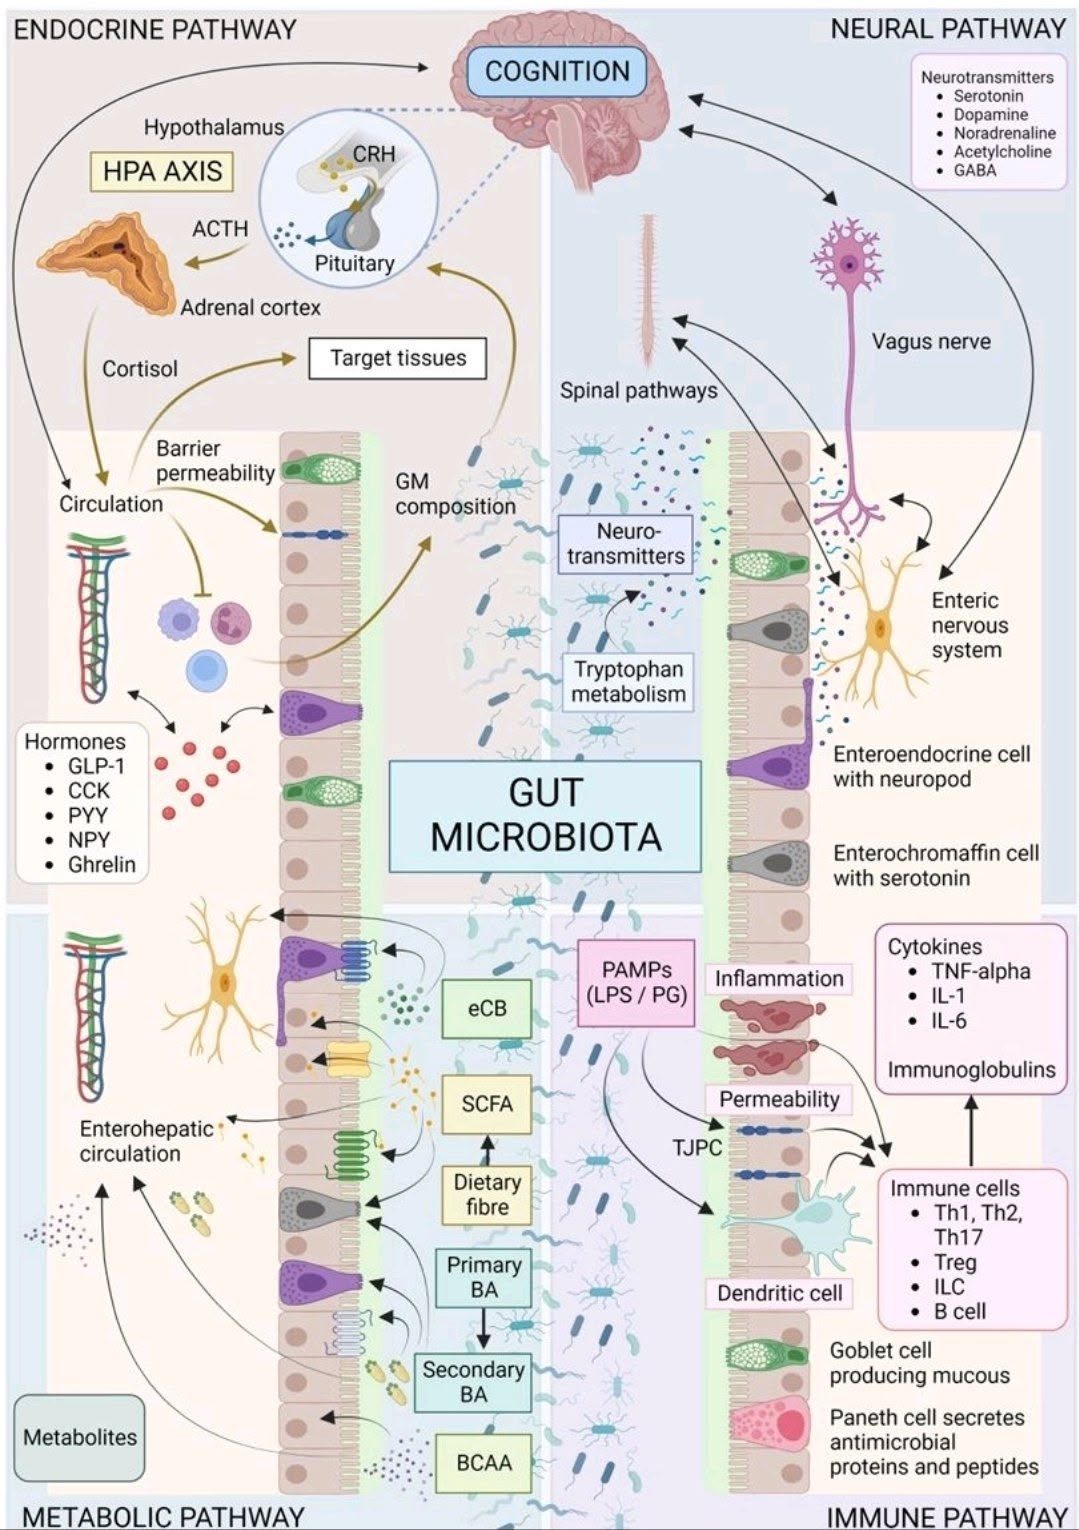 ENDOCRINE PATHWAY
NEURAL PATHWAY
COGNITION
Neurotransmitters
• Serotonin
• Dopamine
• Noradrenaline
• Acetylcholine
• GABA
Hypothalamus
HPA AXIS
CRH
ACTH
Pituitary
Adrenal cortex
Cortisol
Target tissues
Vagus nerve
Spinal pathways
Barrier
permeability
Circulation
GM
composition
Neuro-
transmitters
Tryptophan
metabolism
Enteric
nervous
system
Hormones
• GLP-1
• CCK
• PYY
• NPY
• Ghrelin
GUT
MICROBIOTA
Enteroendocrine cell
with neuropod
Enterochromaffin cell
with serotonin
eCB
SCFA
Dietary
fibre
Primary
BA
Secondary
BA
BCAA
Enterohepatic
circulation
Metabolites
METABOLIC PATHWAY
PAMPs
(LPS / PG)
Inflammation
Permeability
TJPC
Dendritic cell
Cytokines
• TNF-alpha
• IL-1
• IL-6
Immunoglobulins
Immune cells
• Th1, Th2,
Th17
• Treg
• ILC
• B cell
Goblet cell
producing mucous
Paneth cell secretes
antimicrobial
proteins and peptides
IMMUNE PATHWAY